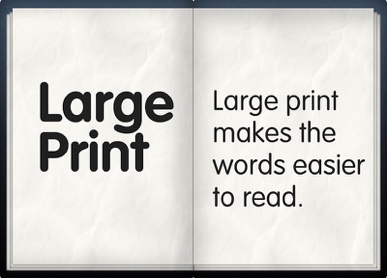 Large
Print
Large print
makes the
words easier
to read.